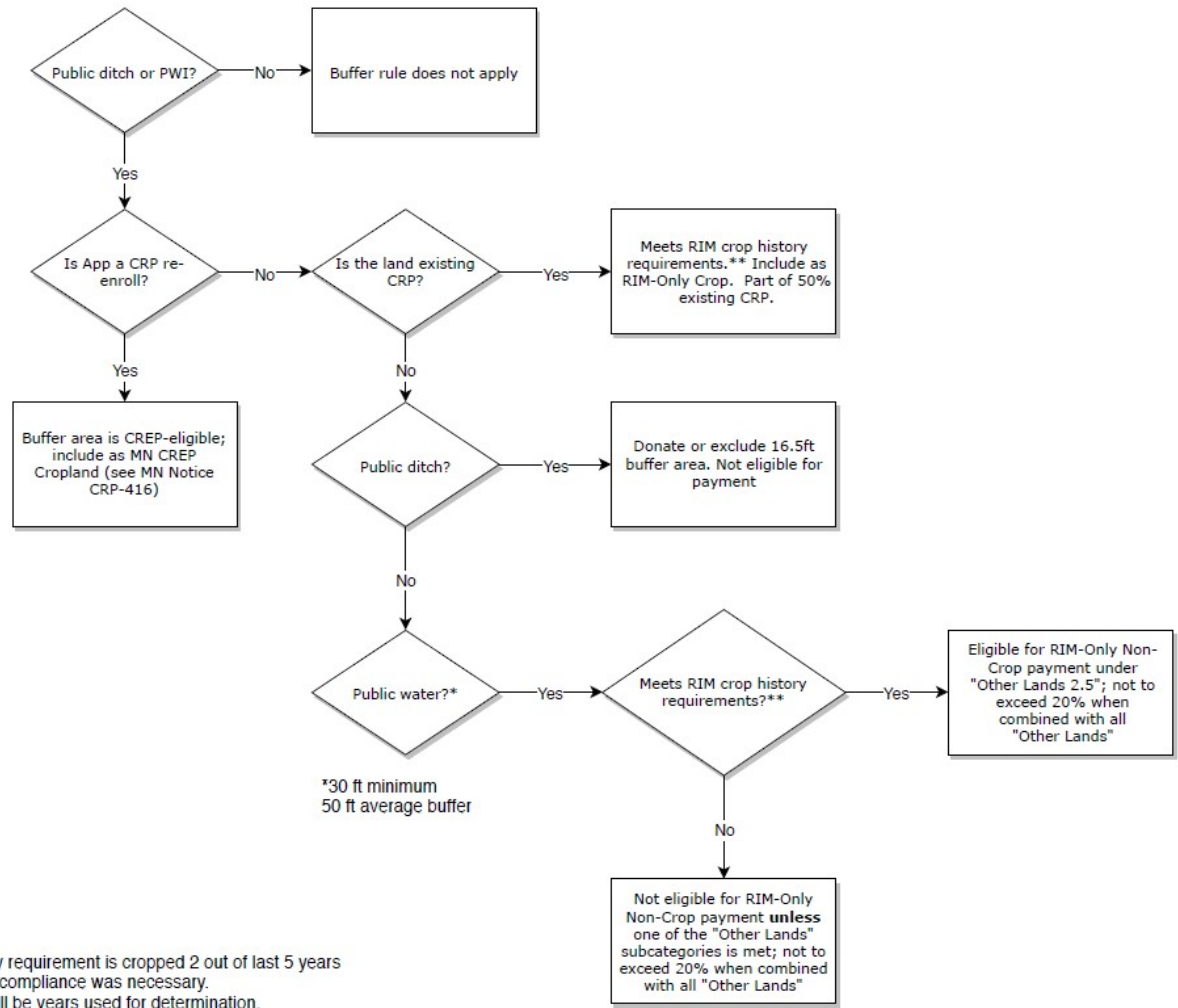 Public ditch or PWI?
No
Buffer rule does not apply
Yes
Is App a CRP re-
enroll?
No
Is the land existing
CRP?
Yes
Meets RIM crop history
requirements.** Include as
RIM-Only Crop. Part of 50%
existing CRP.
Yes
No
Buffer area is CREP-eligible;
include as MN CREP
Cropland (see MN Notice
CRP-416)
Public ditch?
Yes
Donate or exclude 16.5ft
buffer area. Not eligible for
payment
No
Public water?*
Yes
Meets RIM crop history
requirements?**
Yes
Eligible for RIM-Only Non-
Crop payment under
"Other Lands 2.5"; not to
exceed 20% when
combined with all
"Other Lands"
*30 ft minimum
50 ft average buffer
No
Not eligible for RIM-Only
Non-Crop payment unless
one of the "Other Lands"
subcategories is met; not to
exceed 20% when combined
with all "Other Lands"
requirement is cropped 2 out of last 5 years
compliance was necessary.
be years used for determination.